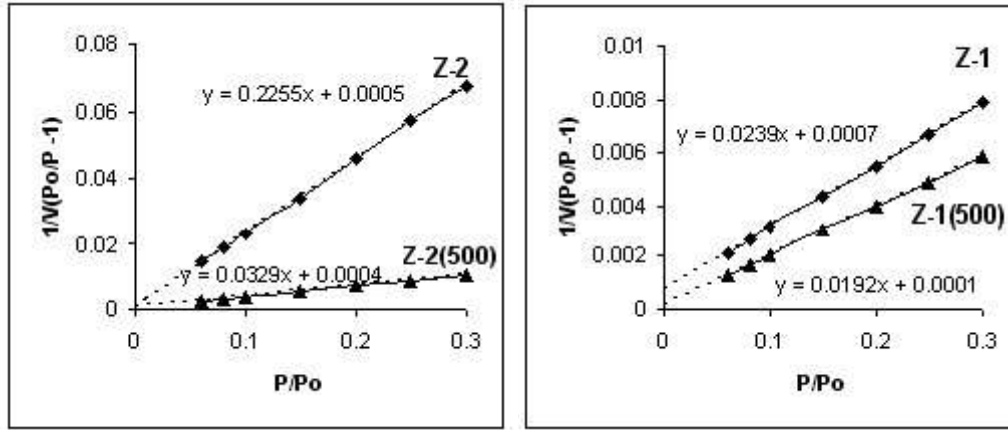 0.08
0.06
0.04
0.02
0
1/V(Po/P -1)
Z-2
y = 0.2255x + 0.0005
Z-2(500)
y = 0.0329x + 0.0004
0
0.1
0.2
0.3
P/Po
0.01
0.008
0.006
0.004
0.002
0
1/V(Po/P -1)
Z-1
y = 0.0239x + 0.0007
Z-1(500)
y = 0.0192x + 0.0001
0
0.1
0.2
0.3
P/Po